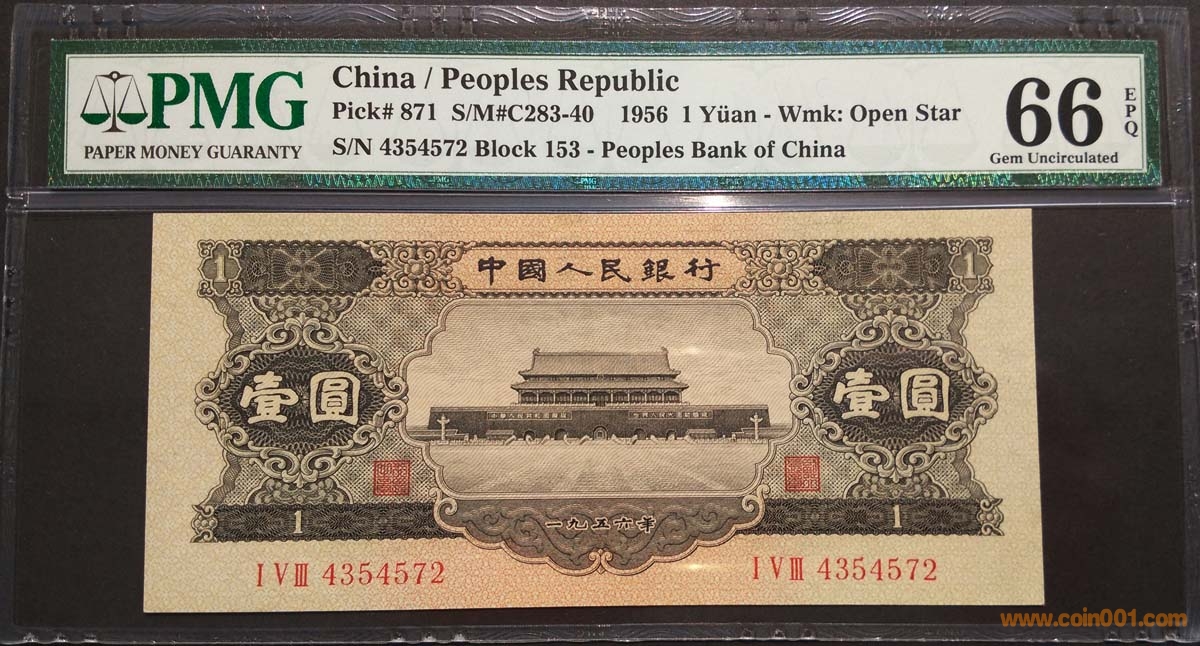 PMG
PAPER MONEY GUARANTY
China / Peoples Republic
Pick# 871 S/M#C283-40 1956 1 Yüan - Wmk: Open Star
S/N 4354572 Block 153 - Peoples Bank of China
66 EPQ
Gem Uncirculated
中國人民銀行
1 1
壹圓 壹圓
1 1
一九五六年
I V III 4354572 I V III 4354572
www.coin001.com